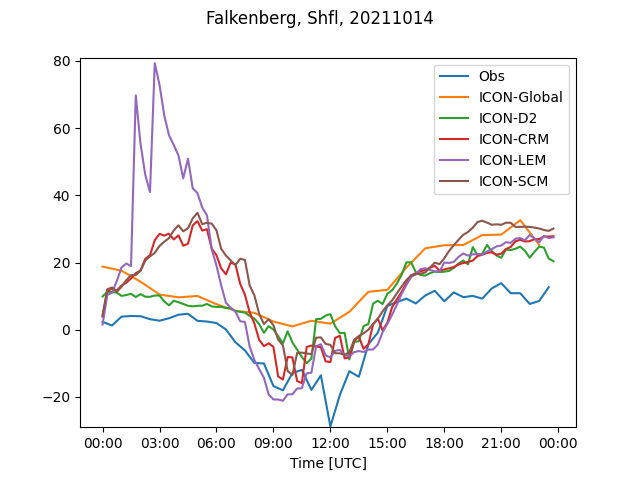 Falkenberg, Shfl, 20211014
80
60
40
20
0
−20
Obs
ICON-Global
ICON-D2
ICON-CRM
ICON-LEM
ICON-SCM
00:00 03:00 06:00 09:00 12:00 15:00 18:00 21:00 00:00
Time [UTC]